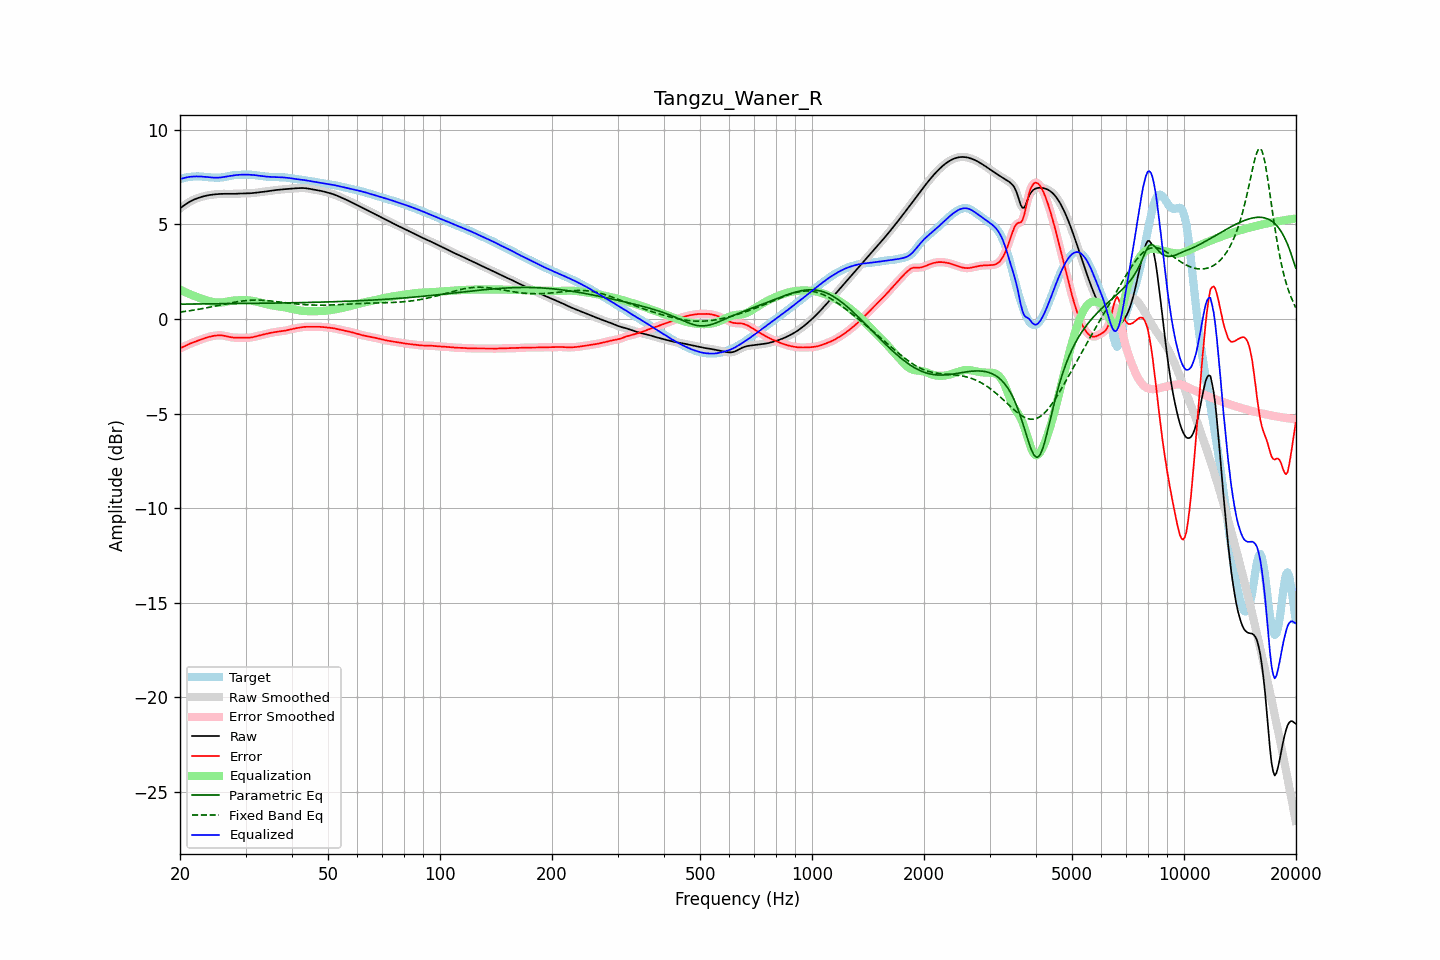 Tangzu_Waner_R
10
5
0
−5
−10
−15
−20
−25
Amplitude (dBr)
Target
Raw Smoothed
Error Smoothed
Raw
Error
Equalization
Parametric Eq
Fixed Band Eq
Equalized
20 50 100 200 500 1000 2000 5000 10000 20000
Frequency (Hz)